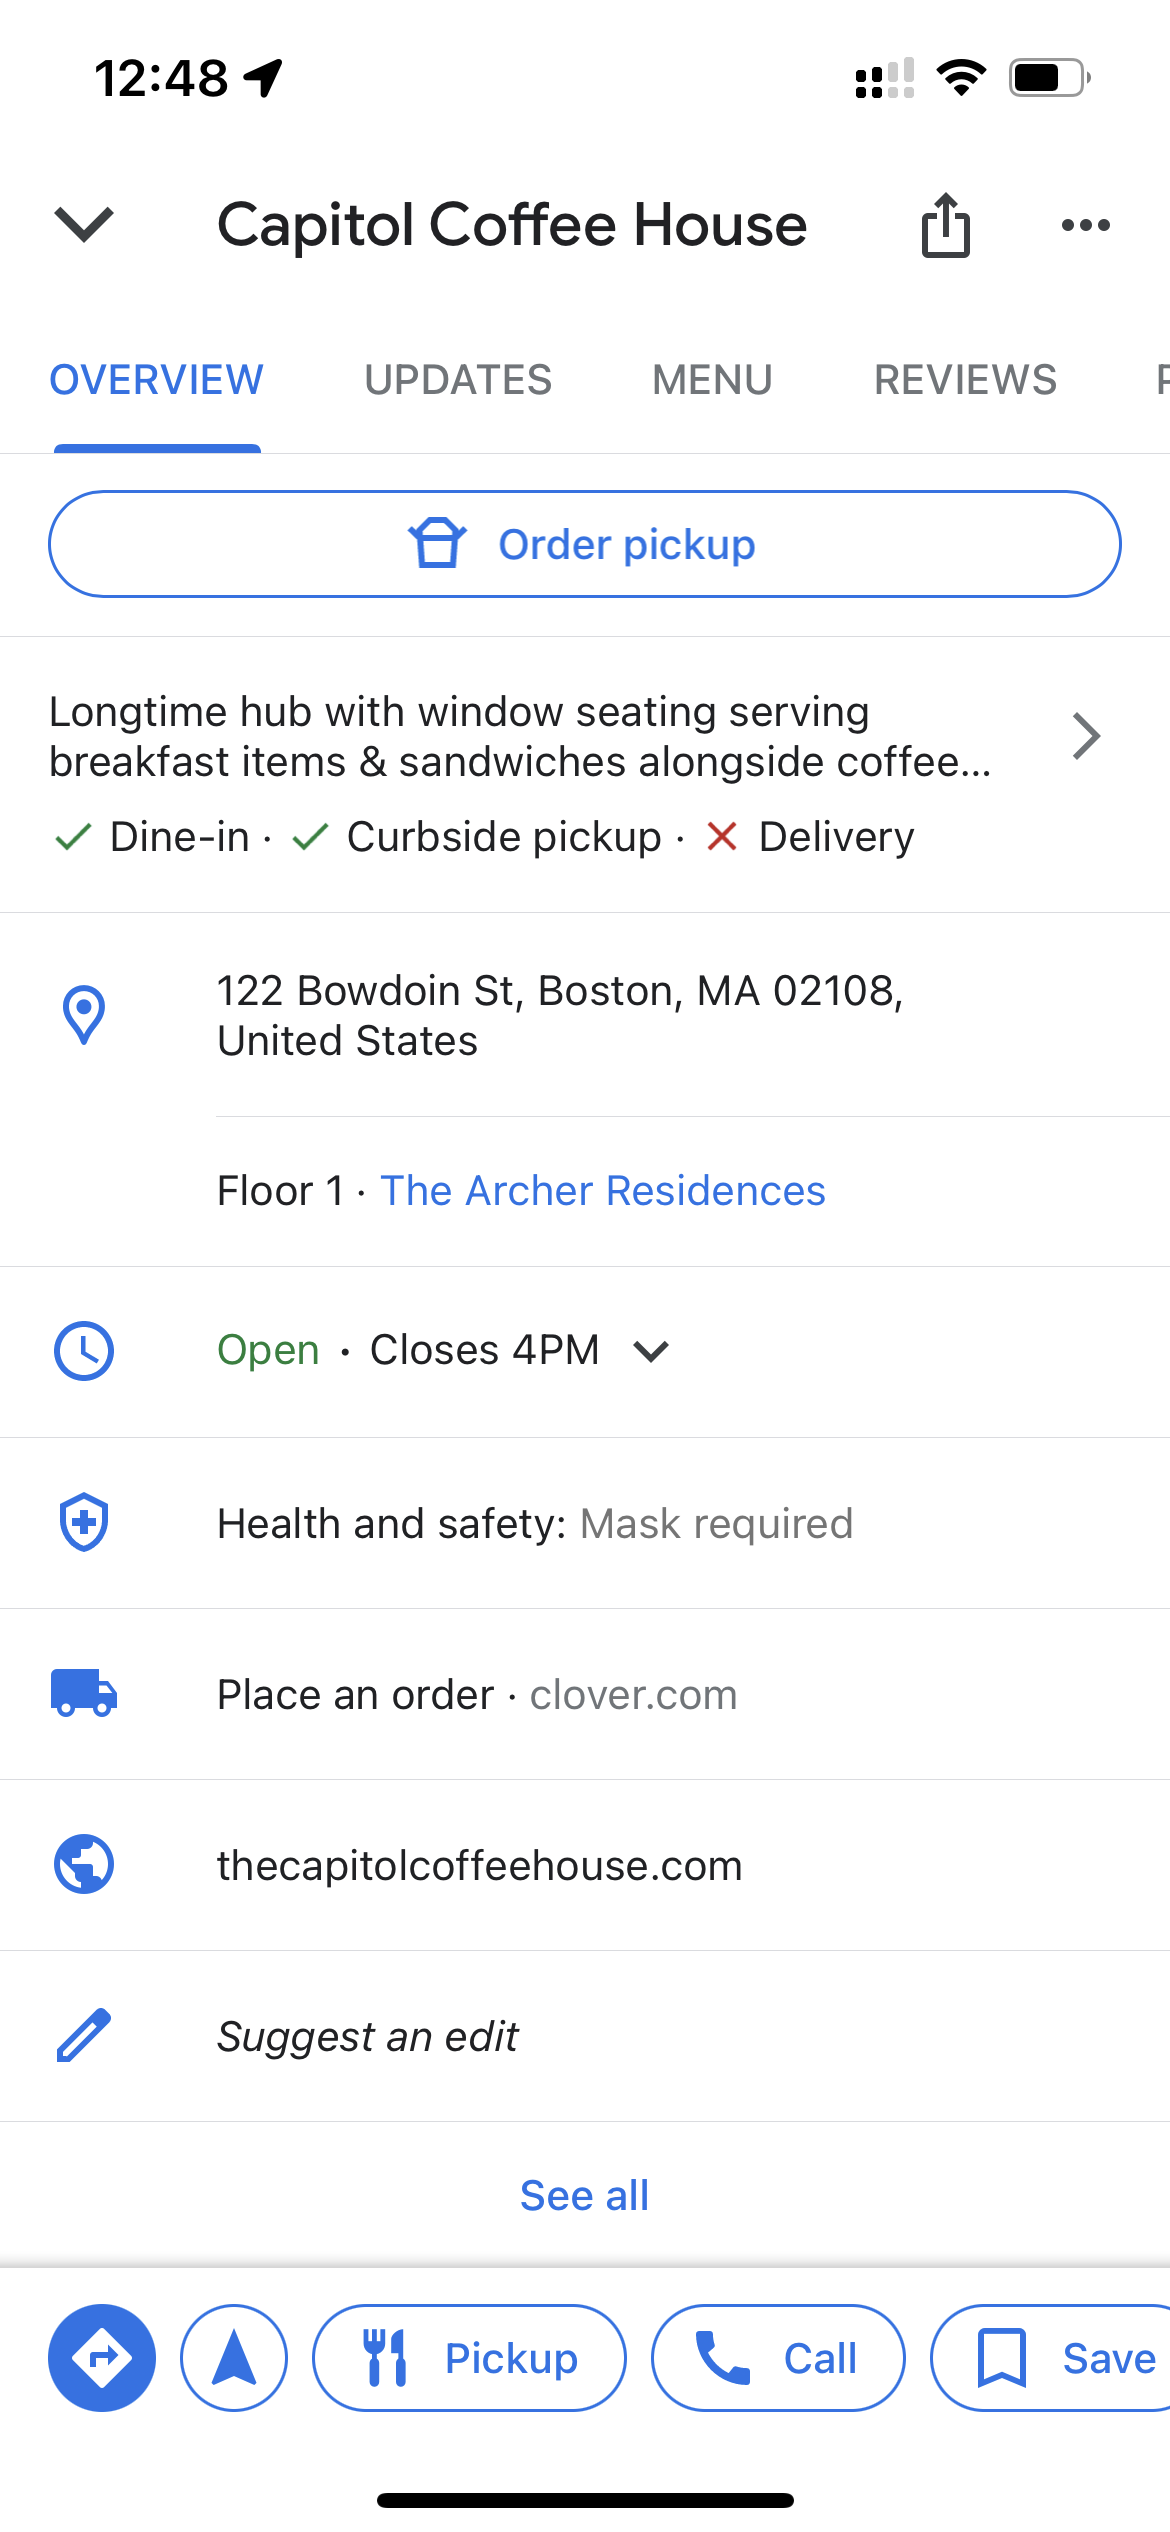 12:48
Capitol Coffee House
OVERVIEW UPDATES MENU REVIEWS
Order pickup
Longtime hub with window seating serving
breakfast items & sandwiches alongside coffee...
Dine-in · Curbside pickup · Delivery
122 Bowdoin St, Boston, MA 02108,
United States
Floor 1 · The Archer Residences
Open · Closes 4PM
Health and safety: Mask required
Place an order · clover.com
thecapitolcoffeehouse.com
Suggest an edit
See all
Pickup Call Save